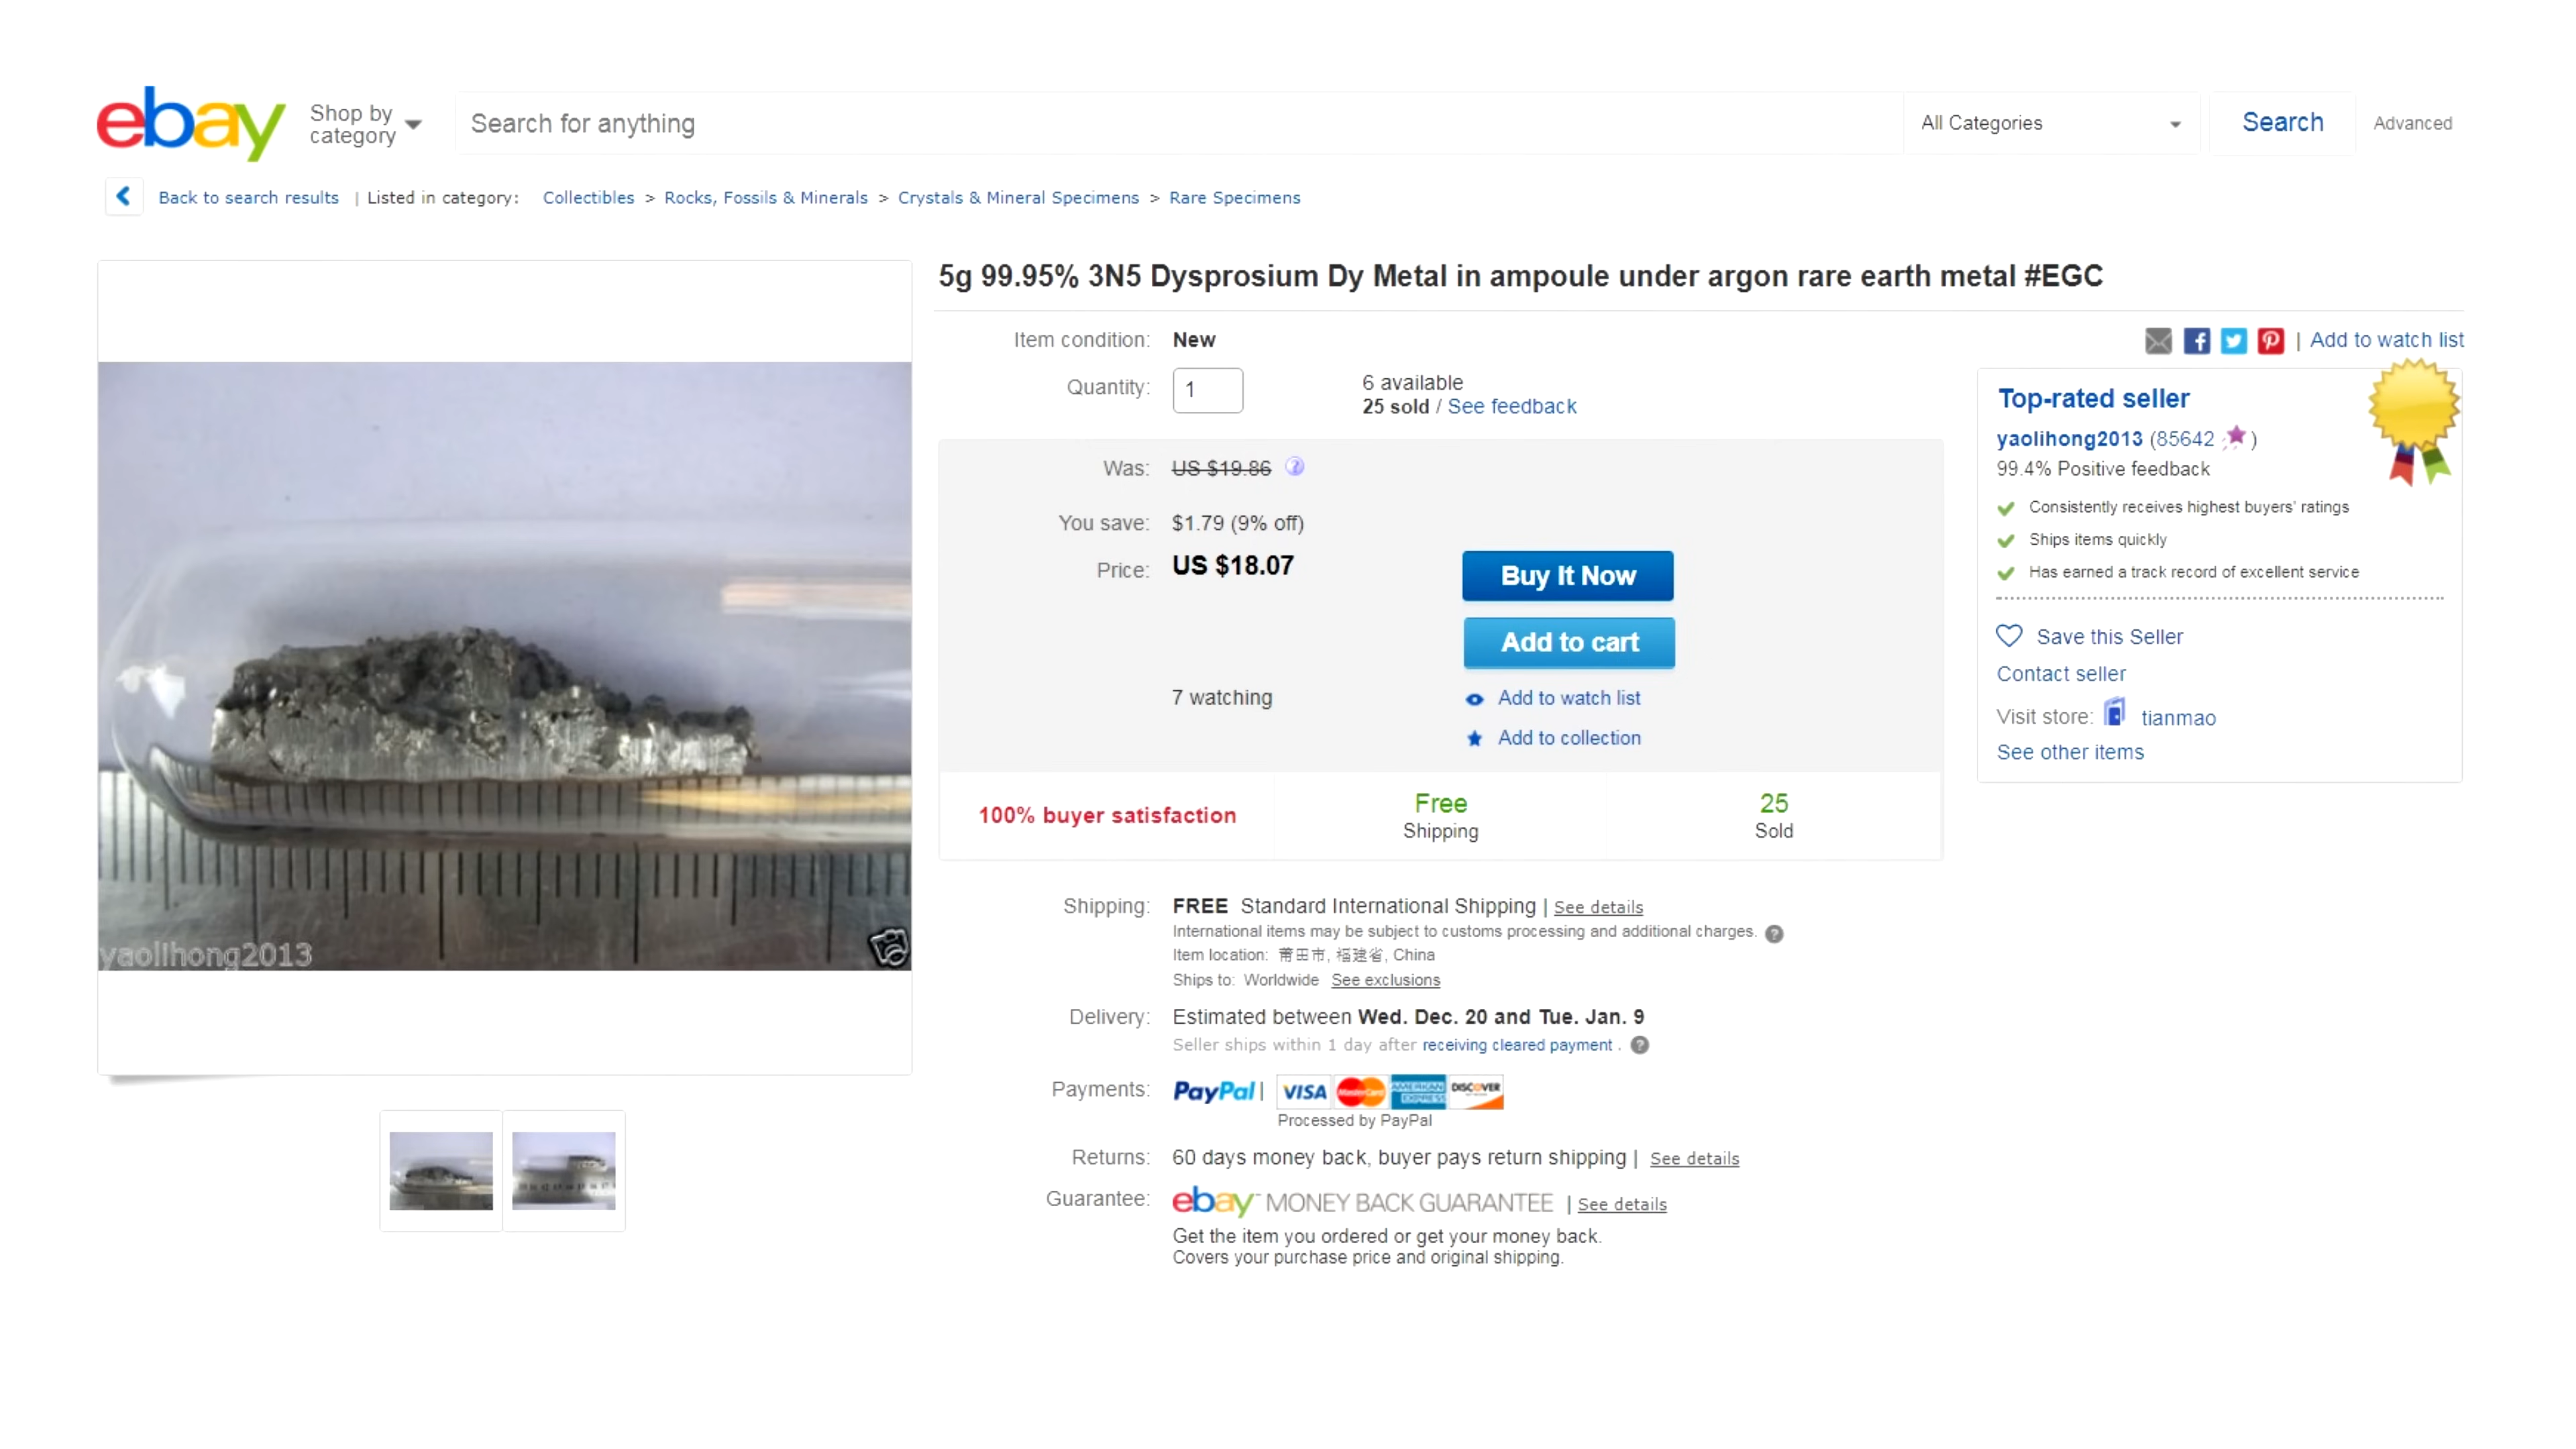 ebay
Shop by
category
Search for anything
All Categories
Search
Advanced
Back to search results | Listed in category: Collectibles > Rocks, Fossils & Minerals > Crystals & Mineral Specimens > Rare Specimens
5g 99.95% 3N5 Dysprosium Dy Metal in ampoule under argon rare earth metal #EGC
Item condition: New
| Add to watch list
Quantity: 1
6 available
25 sold / See feedback
Was: US $19.86
You save: $1.79 (9% off)
Price: US $18.07
Buy It Now
Add to cart
7 watching
Add to watch list
Add to collection
100% buyer satisfaction
Free
Shipping
25
Sold
Top-rated seller
yaolihong2013 (85642)
99.4% Positive feedback
Consistently receives highest buyers' ratings
Ships items quickly
Has earned a track record of excellent service
Save this Seller
Contact seller
Visit store: tianmao
See other items
yaolihong2013
Shipping: FREE Standard International Shipping | See details
International items may be subject to customs processing and additional charges.
Item location: 莆田市, 福建省, China
Ships to: Worldwide See exclusions
Delivery: Estimated between Wed. Dec. 20 and Tue. Jan. 9
Seller ships within 1 day after receiving cleared payment .
Payments: PayPal | VISA MasterCard AMERICAN EXPRESS DISCOVER
Processed by PayPal
Returns: 60 days money back, buyer pays return shipping | See details
Guarantee: ebay MONEY BACK GUARANTEE | See details
Get the item you ordered or get your money back.
Covers your purchase price and original shipping.